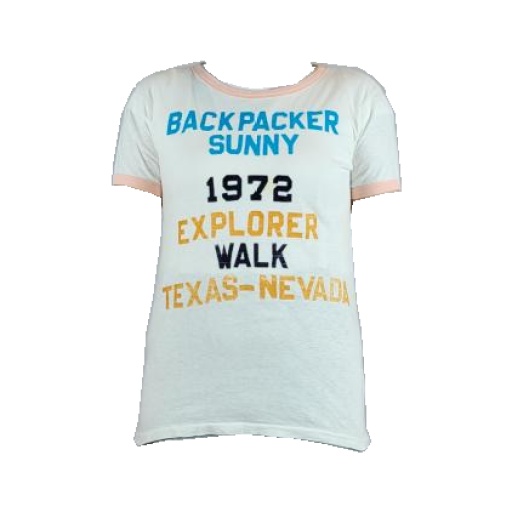 BACKPACKER
SUNNY
1972
EXPLORER
WALK
TEXAS-NEVADA